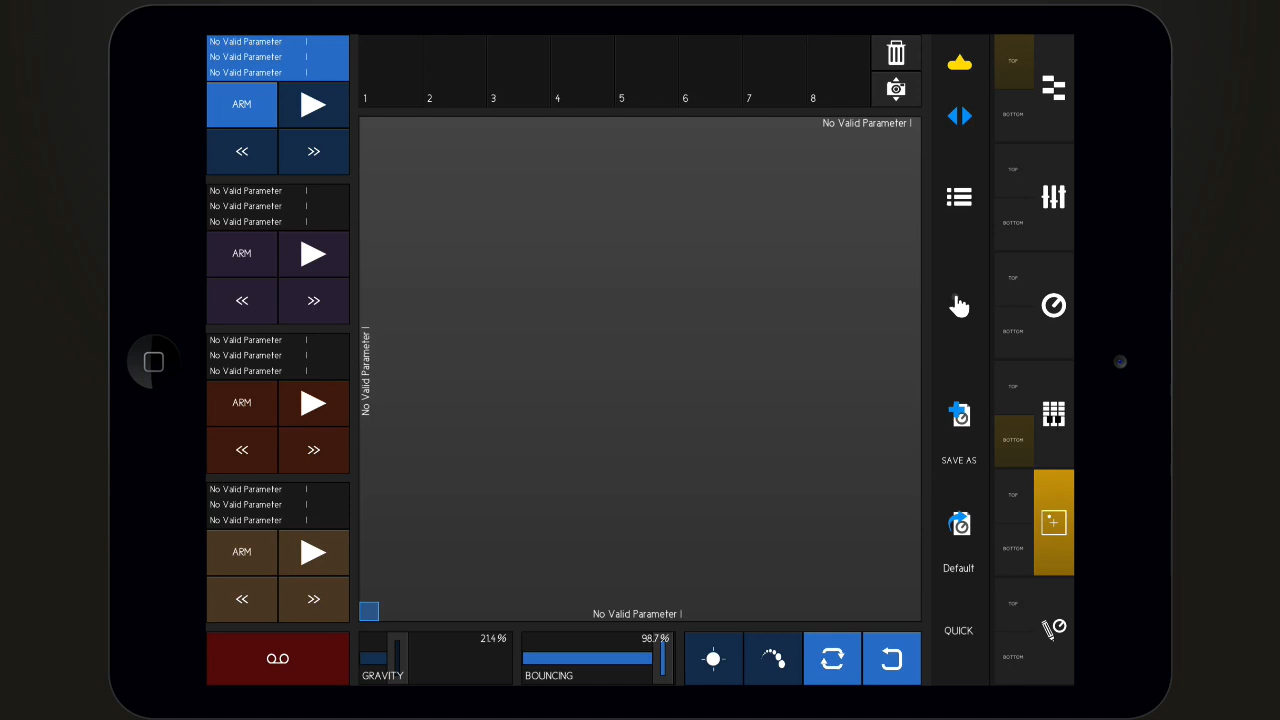 No Valid Parameter |
No Valid Parameter |
No Valid Parameter |
ARM
<< >>
No Valid Parameter |
No Valid Parameter |
No Valid Parameter |
ARM
<< >>
No Valid Parameter |
No Valid Parameter |
No Valid Parameter |
ARM
<< >>
No Valid Parameter |
No Valid Parameter |
No Valid Parameter |
ARM
<< >>
1 2 3 4 5 6 7 8
No Valid Parameter |
No Valid Parameter |
No Valid Parameter |
21.4 %
GRAVITY
98.7 %
BOUNCING
SAVE AS
Default
QUICK
TOP
BOTTOM
TOP
BOTTOM
TOP
BOTTOM
TOP
BOTTOM
TOP
BOTTOM
TOP
BOTTOM